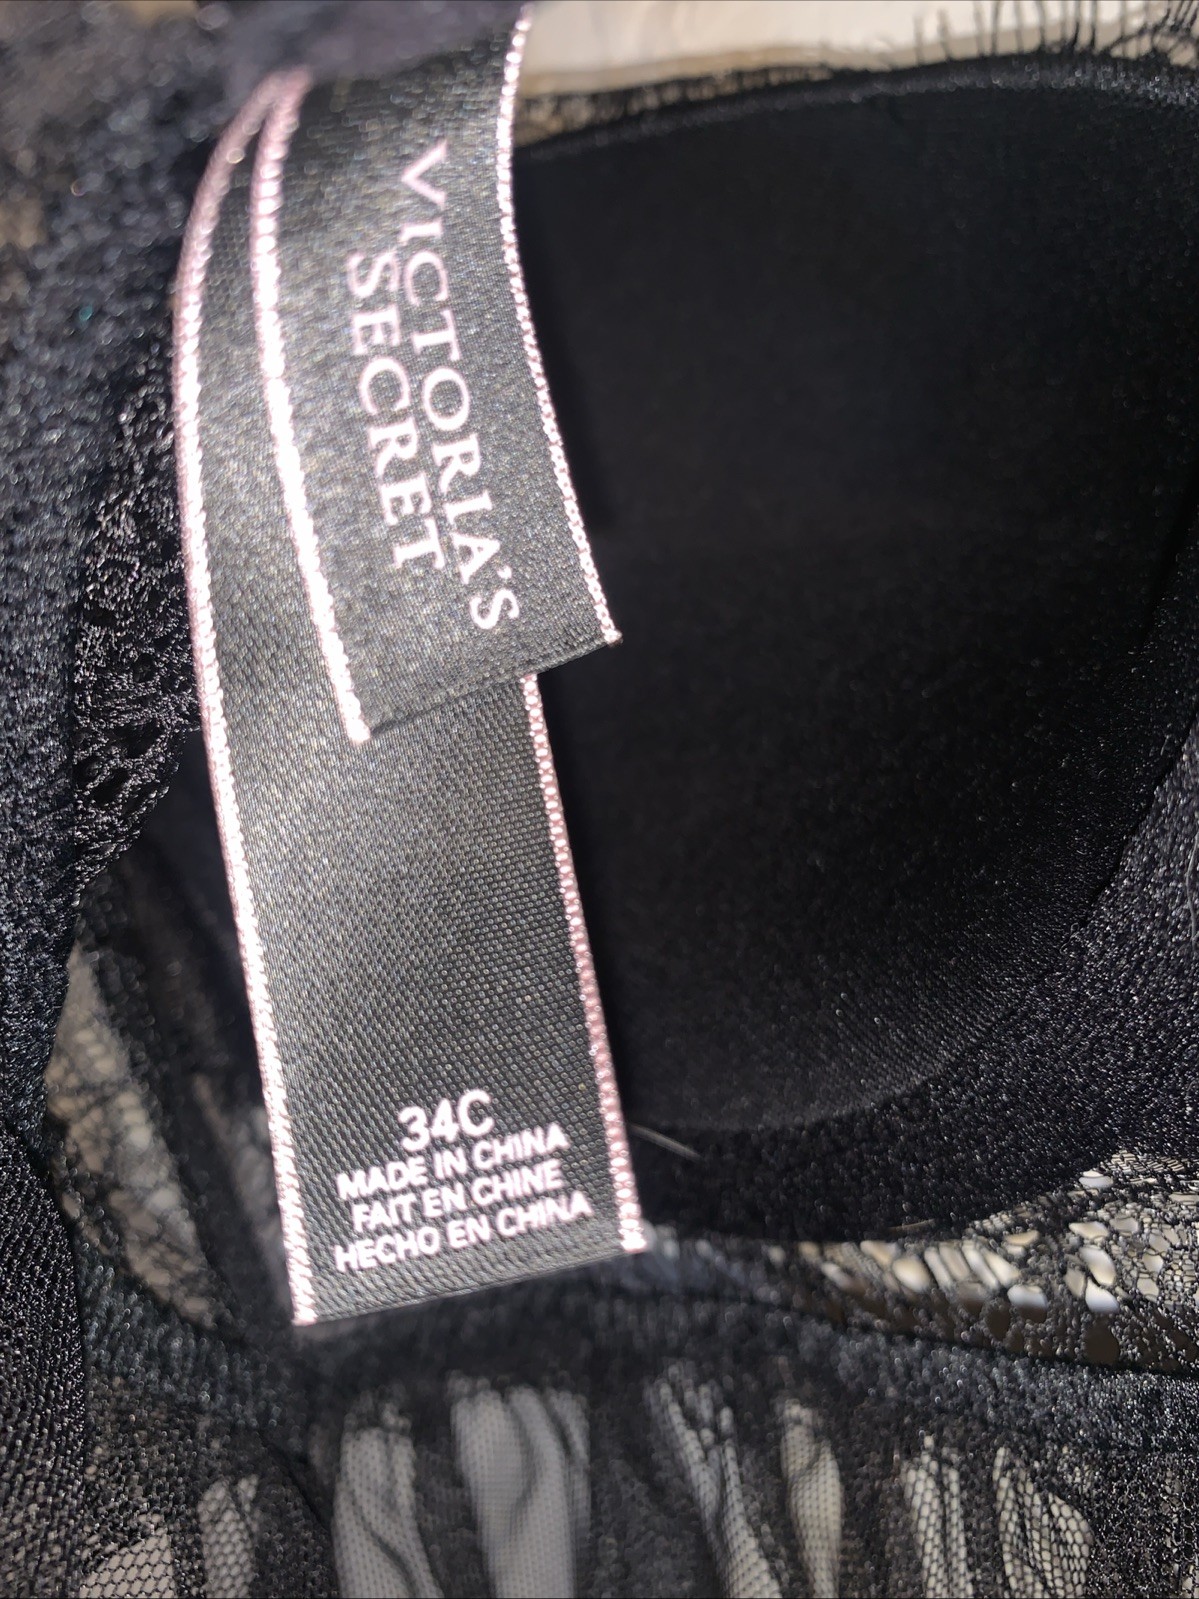 VICTORIA'S
SECRET
34C
MADE IN CHINA
FAIT EN CHINE
HECHO EN CHINA